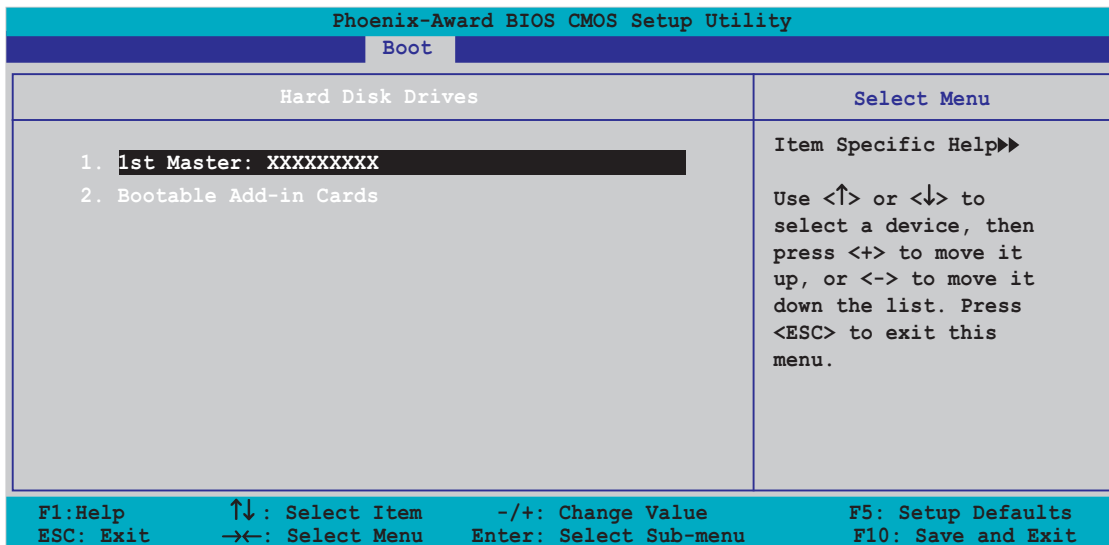 Phoenix-Award BIOS CMOS Setup Utility
Boot
Hard Disk Drives
Select Menu
1. 1st Master: XXXXXXXXX
2. Bootable Add-in Cards
Item Specific Help▶▶
Use <↑> or <↓> to
select a device, then
press <+> to move it
up, or <-> to move it
down the list. Press
<ESC> to exit this
menu.
F1:Help ↑↓ : Select Item -/+: Change Value F5: Setup Defaults
ESC: Exit →←: Select Menu Enter: Select Sub-menu F10: Save and Exit